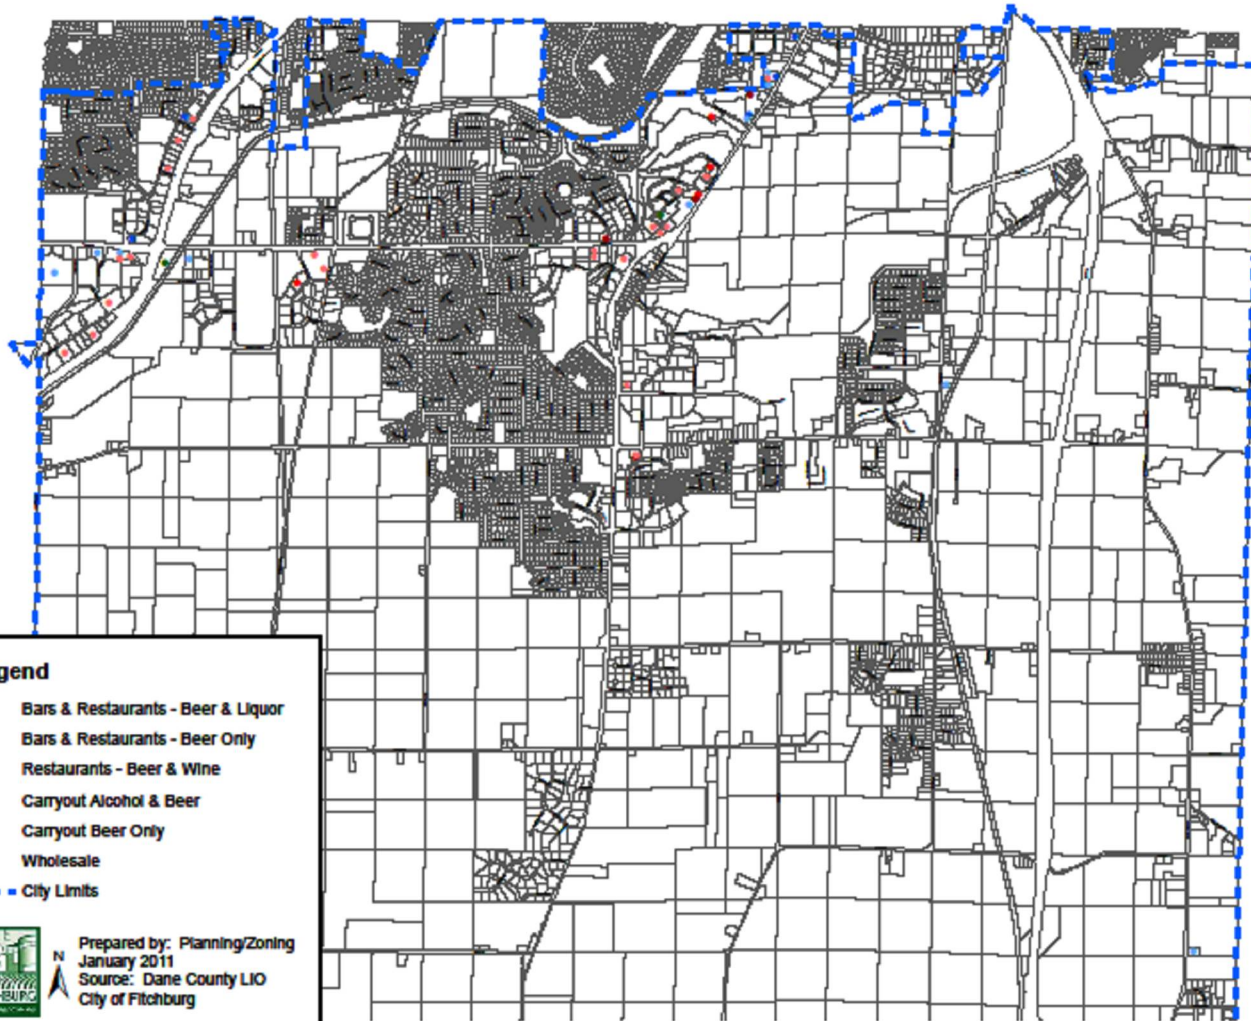 gend
Bars & Restaurants - Beer & Liquor
Bars & Restaurants - Beer Only
Restaurants - Beer & Wine
Carryout Alcohol & Beer
Carryout Beer Only
Wholesale
City Limits
HBURG
N
Prepared by: Planning/Zoning
January 2011
Source: Dane County LIO
City of Fitchburg